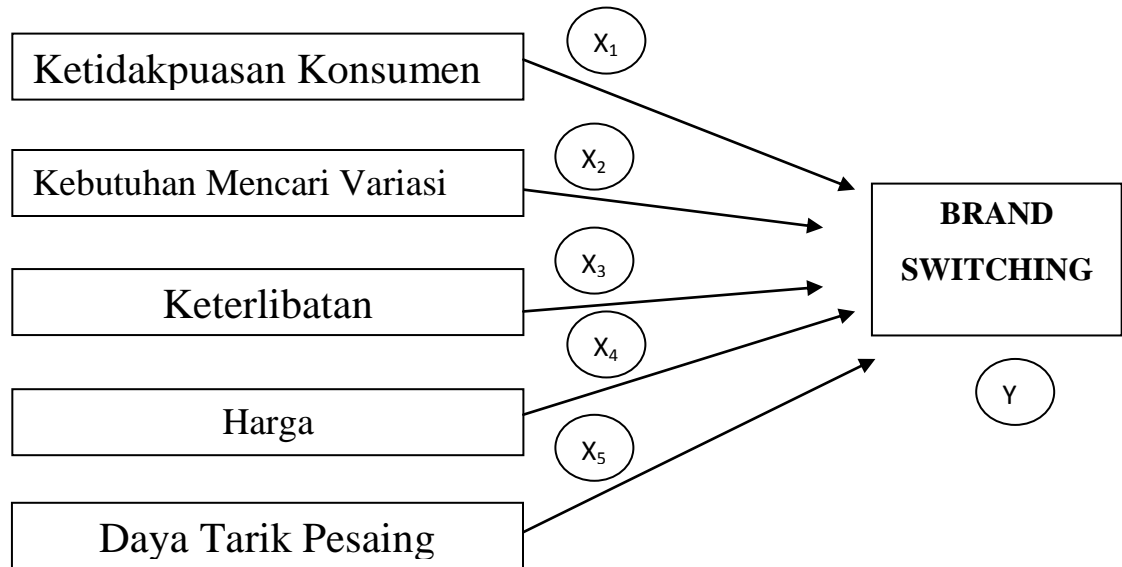 X₁
Ketidakpuasan Konsumen
X₂
Kebutuhan Mencari Variasi
BRAND
SWITCHING
X₃
Keterlibatan
X₄
Y
Harga
X₅
Daya Tarik Pesaing